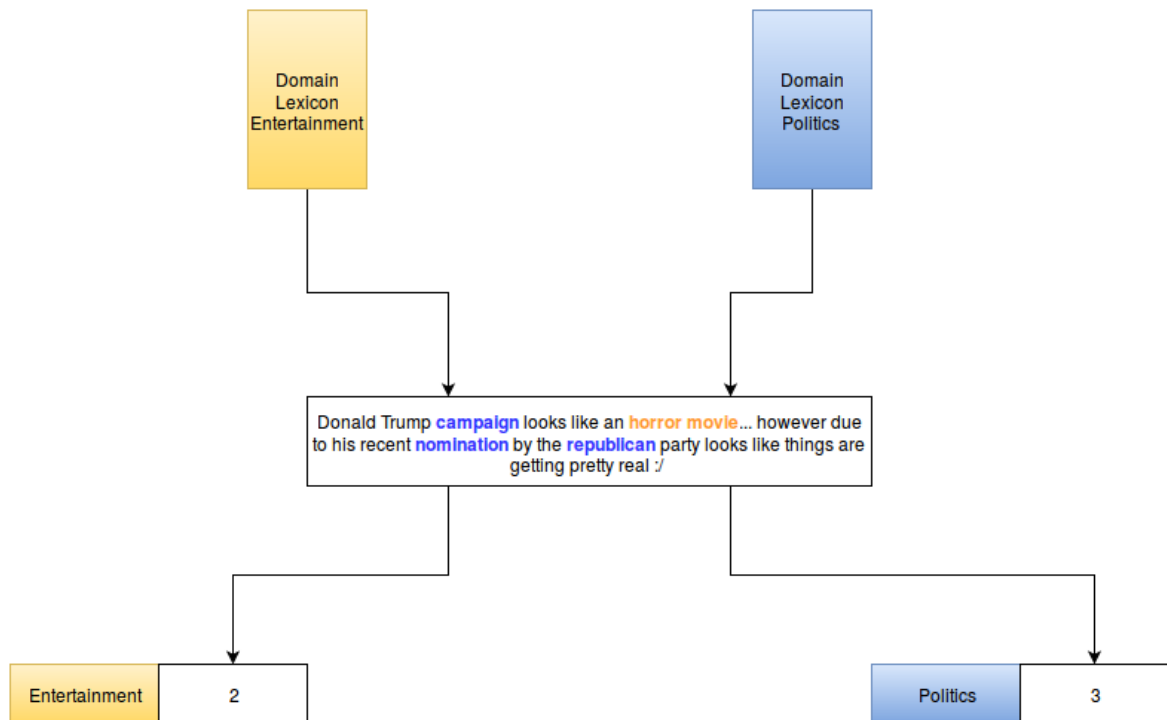 Domain
Lexicon
Entertainment
Domain
Lexicon
Politics
Donald Trump campaign looks like an horror movie... however due
to his recent nomination by the republican party looks like things are
getting pretty real :/
Entertainment
2
Politics
3